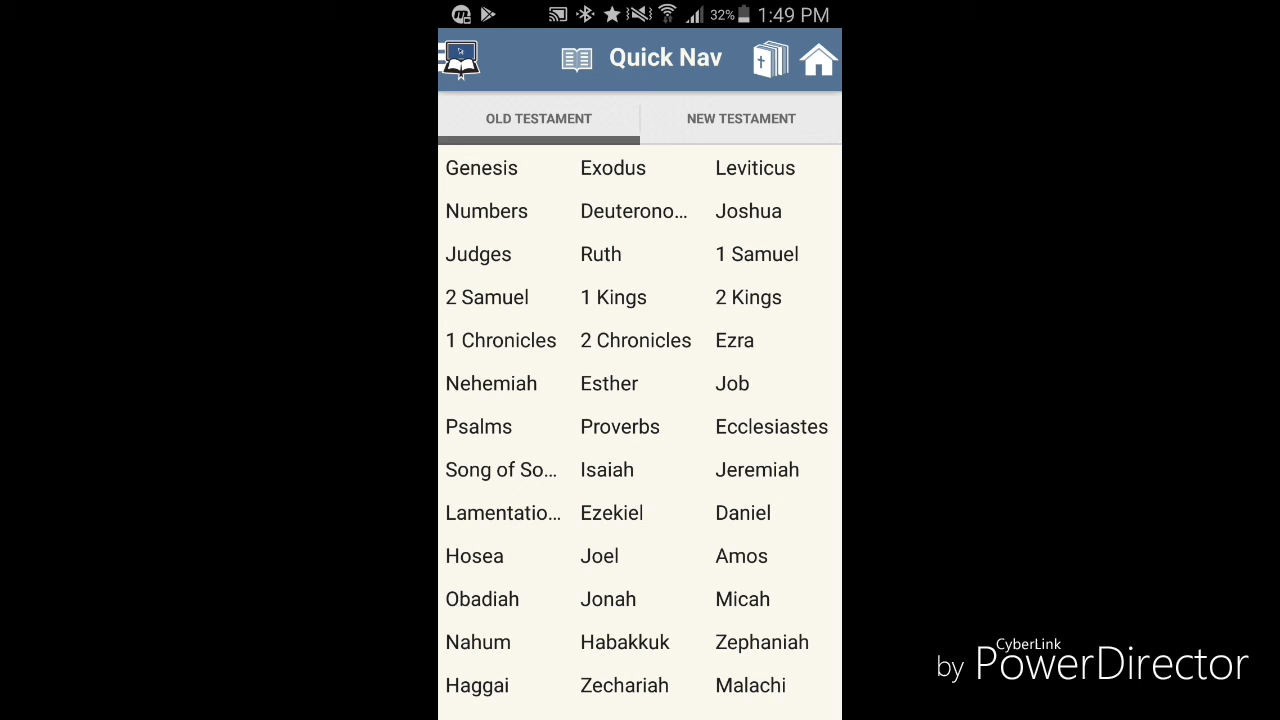 32% 1:49 PM
Quick Nav
OLD TESTAMENT NEW TESTAMENT
Genesis Exodus Leviticus
Numbers Deuterono... Joshua
Judges Ruth 1 Samuel
2 Samuel 1 Kings 2 Kings
1 Chronicles 2 Chronicles Ezra
Nehemiah Esther Job
Psalms Proverbs Ecclesiastes
Song of So... Isaiah Jeremiah
Lamentatio... Ezekiel Daniel
Hosea Joel Amos
Obadiah Jonah Micah
Nahum Habakkuk Zephaniah
Haggai Zechariah Malachi
CyberLink
by PowerDirector